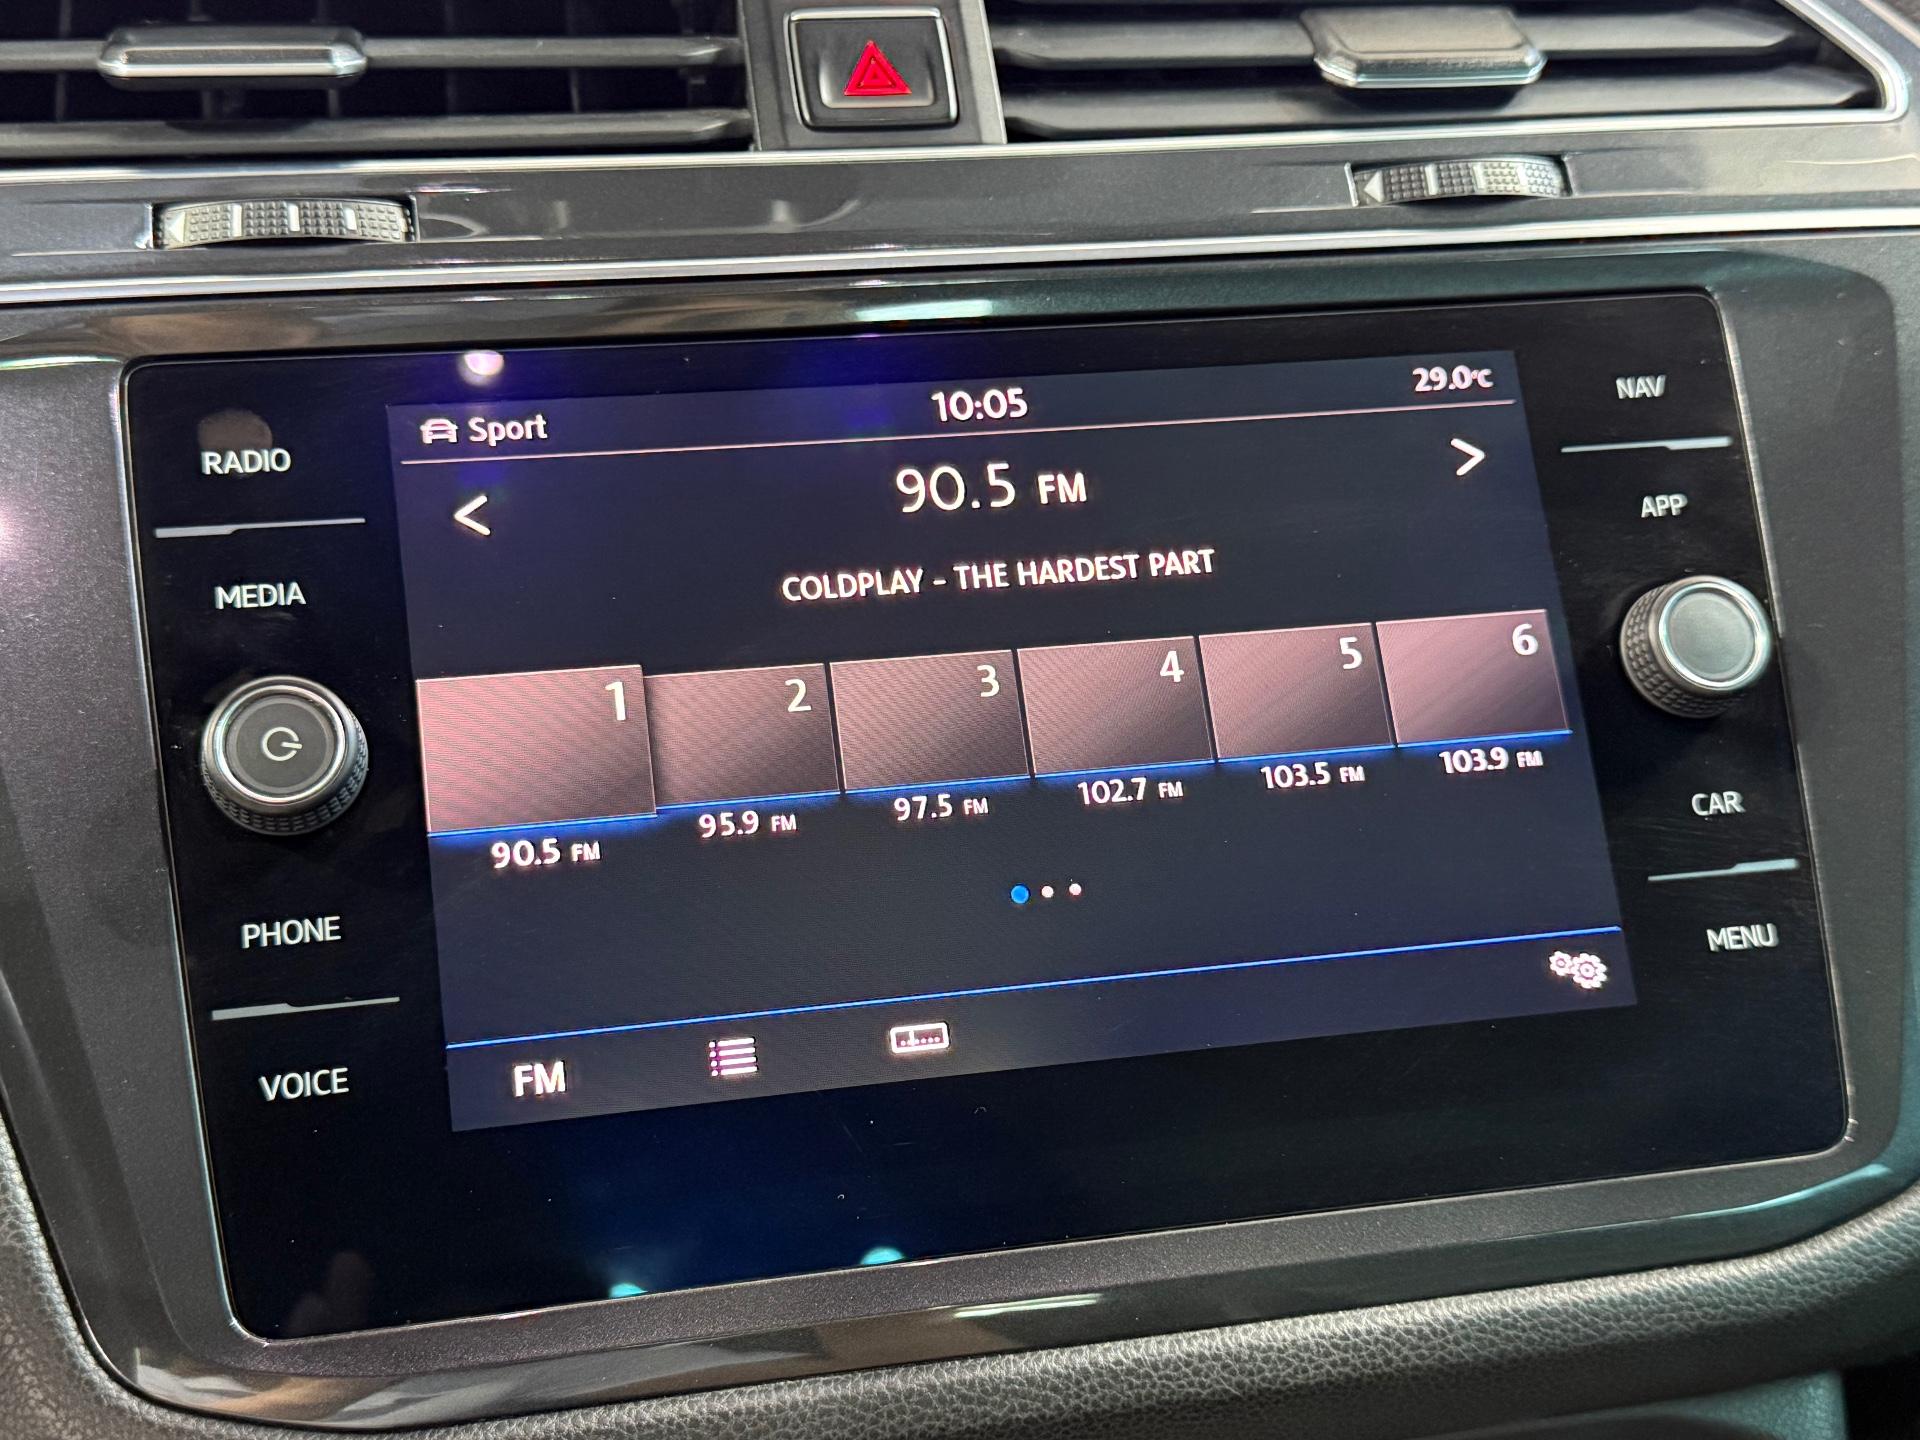 Sport
10:05
29.0°C
RADIO
MEDIA
PHONE
VOICE
< 90.5 FM >
COLDPLAY - THE HARDEST PART
1 2 3 4 5 6
90.5 FM 95.9 FM 97.5 FM 102.7 FM 103.5 FM 103.9 FM
FM
NAV
APP
CAR
MENU